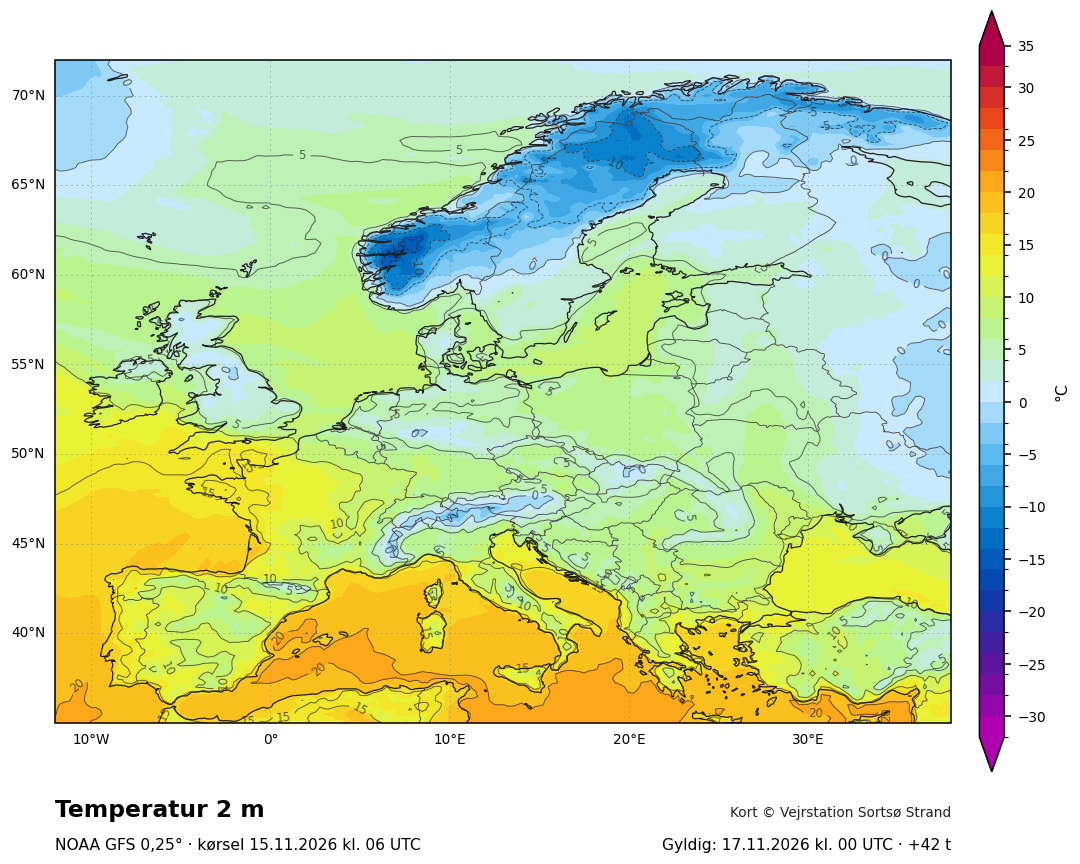 70°N
65°N
60°N
55°N
50°N
45°N
40°N
10°W
0°
10°E
20°E
30°E
35
30
25
20
15
10
5
0
−5
−10
−15
−20
−25
−30
°C
Temperatur 2 m
Kort © Vejrstation Sortsø Strand
NOAA GFS 0,25° · kørsel 15.11.2026 kl. 06 UTC
Gyldig: 17.11.2026 kl. 00 UTC · +42 t